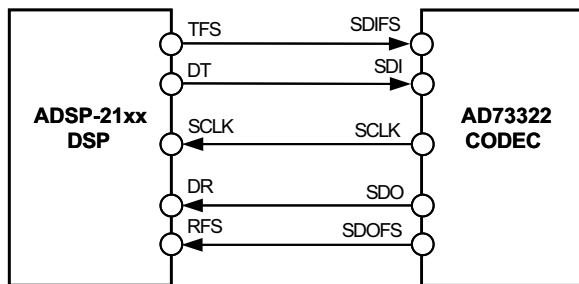 TFS SDIFS
DT SDI
ADSP-21xx AD73322
DSP CODEC
SCLK SCLK
DR SDO
RFS SDOFS